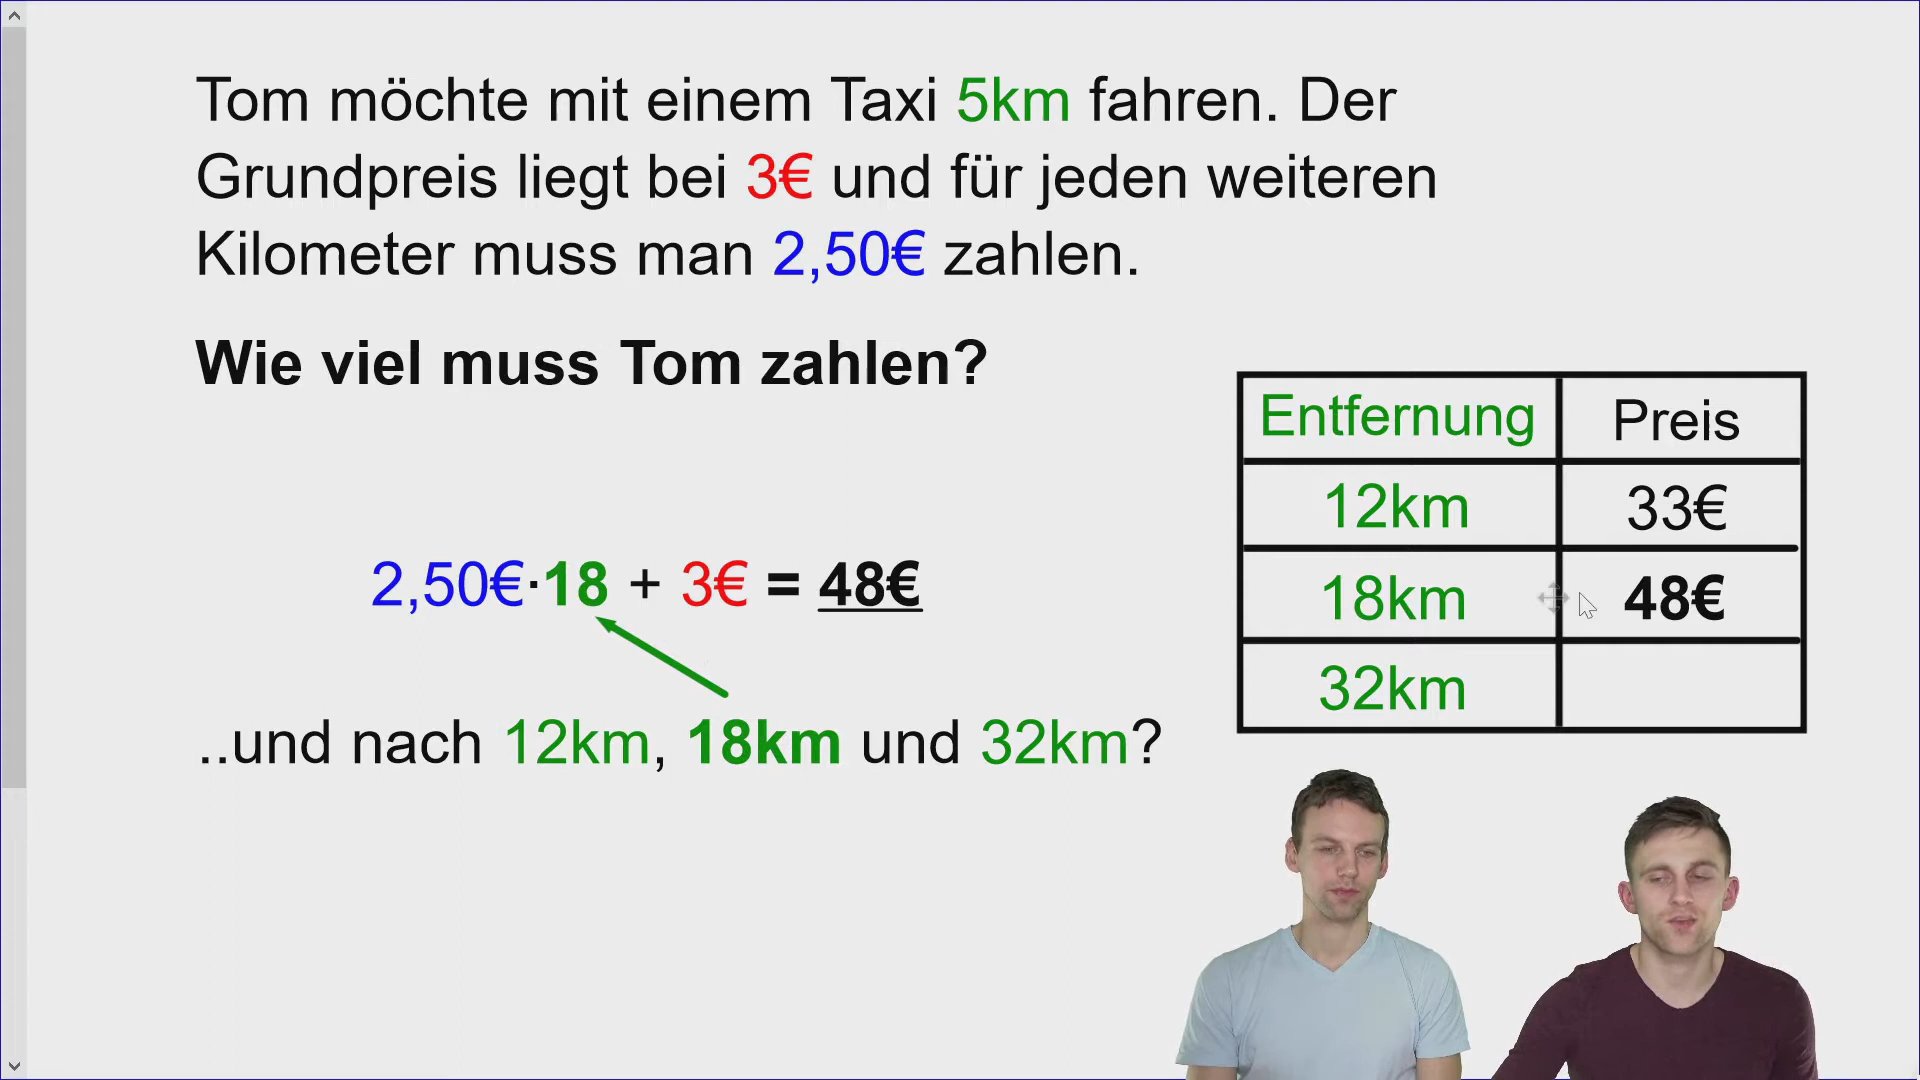 Tom möchte mit einem Taxi 5km fahren. Der
Grundpreis liegt bei 3€ und für jeden weiteren
Kilometer muss man 2,50€ zahlen.
Wie viel muss Tom zahlen?
2,50€·18 + 3€ = 48€
..und nach 12km, 18km und 32km?
Entfernung Preis
12km 33€
18km 48€
32km